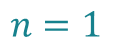 n = 1